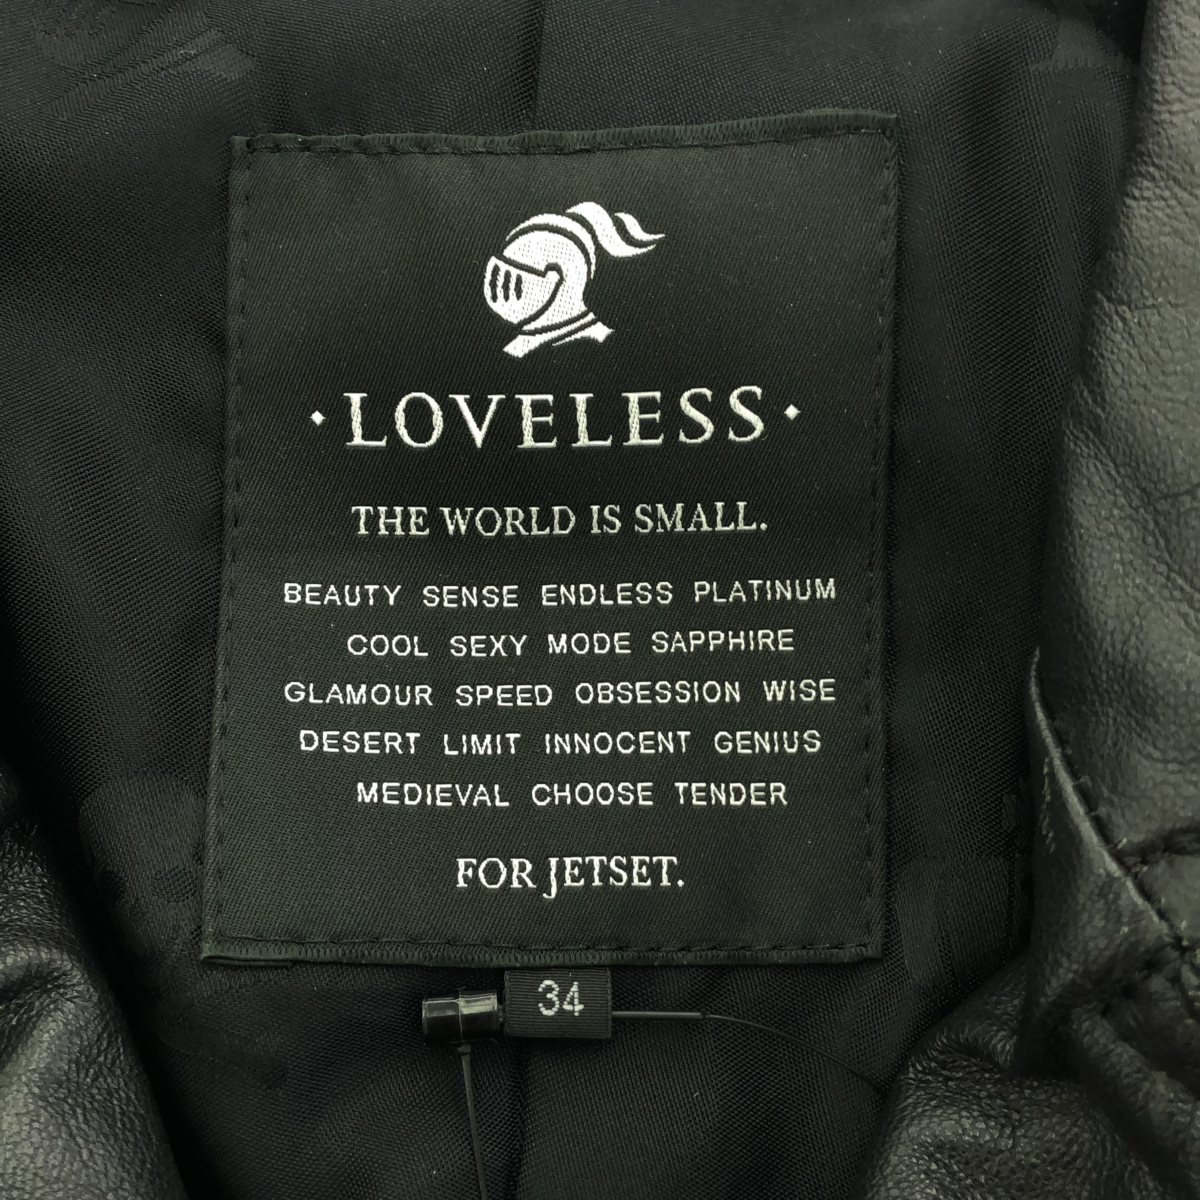 ·LOVELESS·
THE WORLD IS SMALL.
BEAUTY SENSE ENDLESS PLATINUM
COOL SEXY MODE SAPPHIRE
GLAMOUR SPEED OBSESSION WISE
DESERT LIMIT INNOCENT GENIUS
MEDIEVAL CHOOSE TENDER
FOR JETSET.
34